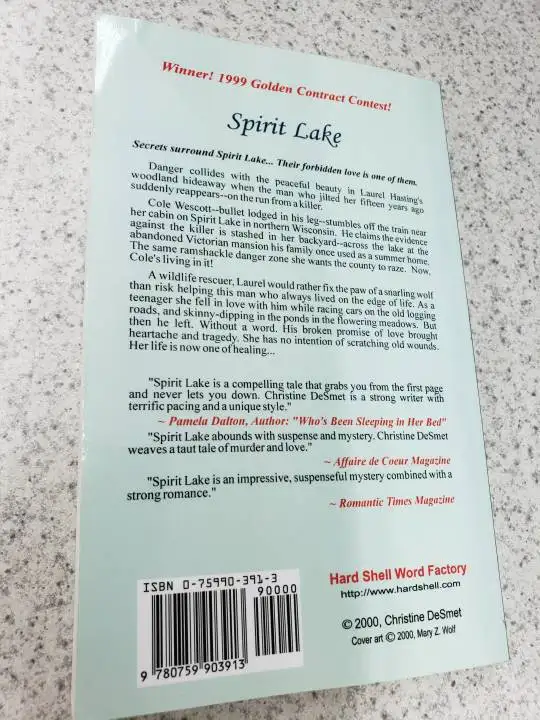 Winner! 1999 Golden Contract Contest!
Spirit Lake
Secrets surround Spirit Lake... Their forbidden love is one of them.
Danger collides with the peaceful beauty in Laurel Hasting's
woodland hideaway when the man who jilted her fifteen years ago
suddenly reappears--on the run from a killer.
Cole Wescott--bullet lodged in his leg--stumbles off the train near
her cabin on Spirit Lake in northern Wisconsin. He claims the evidence
against the killer is stashed in her backyard--across the lake at the
abandoned Victorian mansion his family once used as a summer home.
The same ramshackle danger zone she wants the county to raze. Now,
Cole's living in it!
A wildlife rescuer, Laurel would rather fix the paw of a snarling wolf
than risk helping this man who always lived on the edge of life. As a
teenager she fell in love with him while racing cars on the old logging
roads, and skinny-dipping in the ponds in the flowering meadows. But
then he left. Without a word. His broken promise of love brought
heartache and tragedy. She has no intention of scratching old wounds.
Her life is now one of healing...
"Spirit Lake is a compelling tale that grabs you from the first page
and never lets you down. Christine DeSmet is a strong writer with
terrific pacing and a unique style."
~ Pamela Dalton, Author: "Who's Been Sleeping in Her Bed"
"Spirit Lake abounds with suspense and mystery. Christine DeSmet
weaves a taut tale of murder and love."
~ Affaire de Coeur Magazine
"Spirit Lake is an impressive, suspenseful mystery combined with a
strong romance."
~ Romantic Times Magazine
ISBN 0-75990-391-3
90000
9 780759 903913
Hard Shell Word Factory
http://www.hardshell.com
© 2000, Christine DeSmet
Cover art © 2000, Mary Z. Wolf